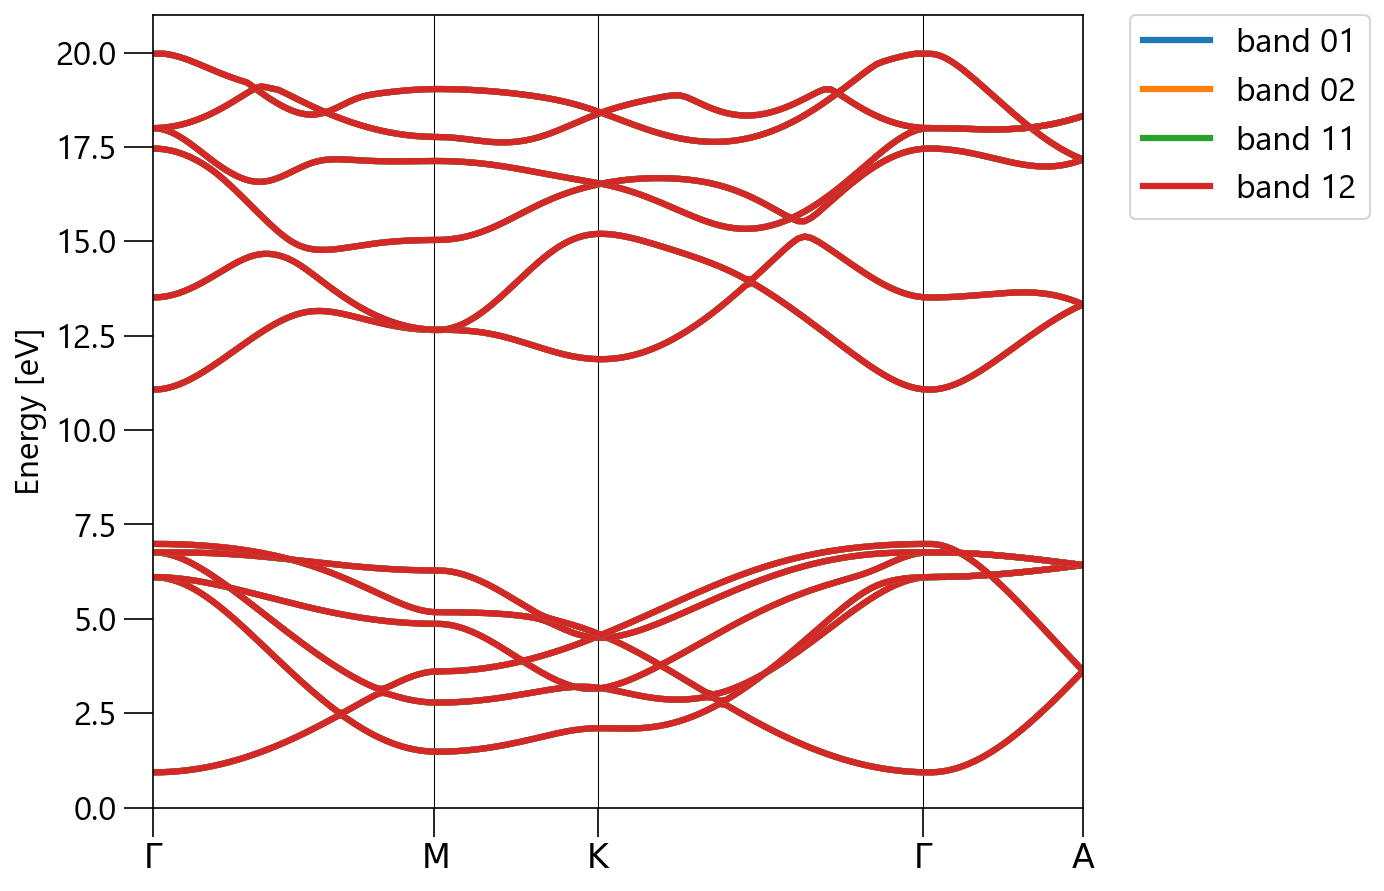 20.0
17.5
15.0
12.5
10.0
7.5
5.0
2.5
0.0
Energy [eV]
Γ M K Γ A
band 01
band 02
band 11
band 12